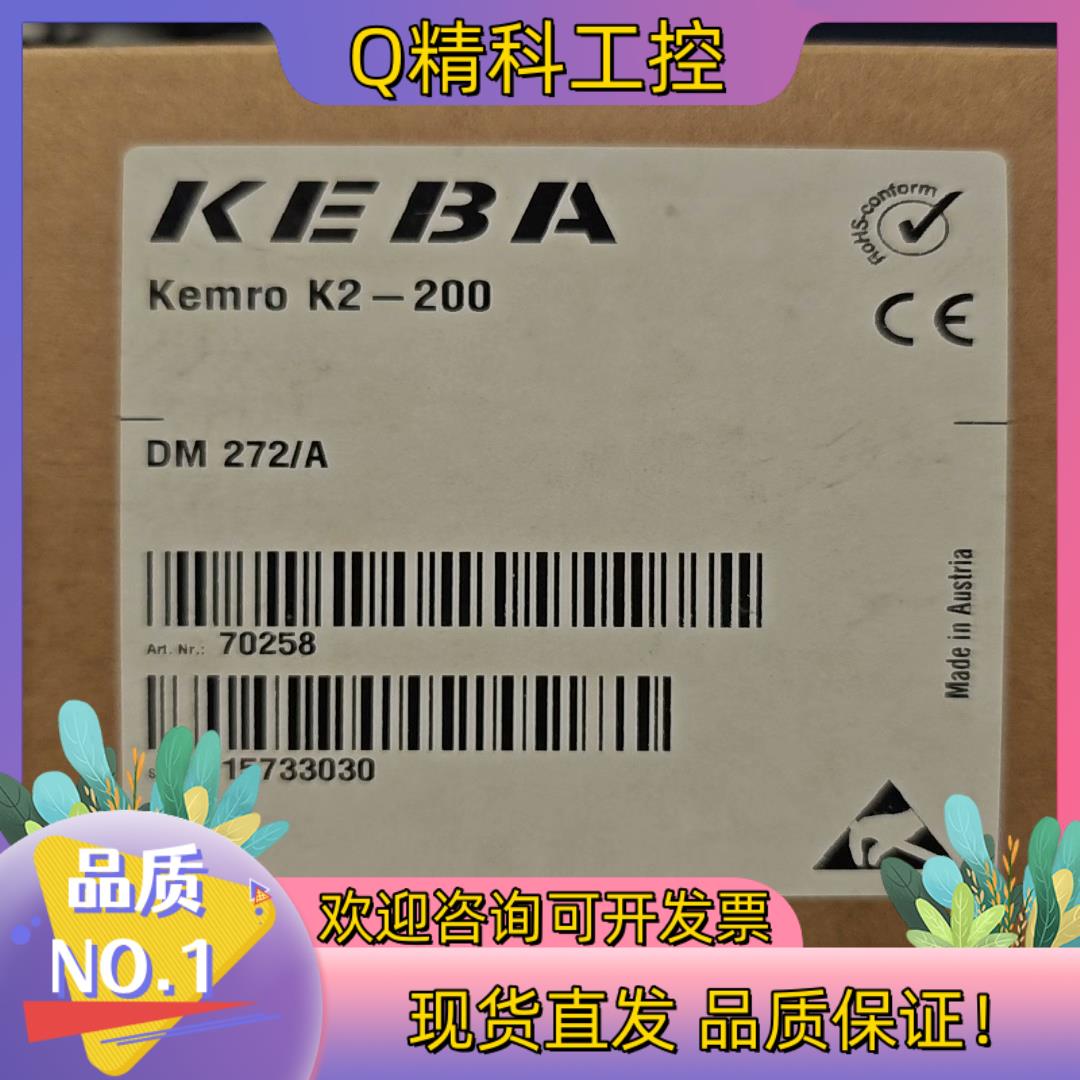 Q精科工控
KEBA
RoHS-conform
Kemro K2-200
CE
DM 272/A
Made in Austria
Art. Nr.: 70258
15733030
品质
NO.1
欢迎咨询可开发票
现货直发 品质保证!